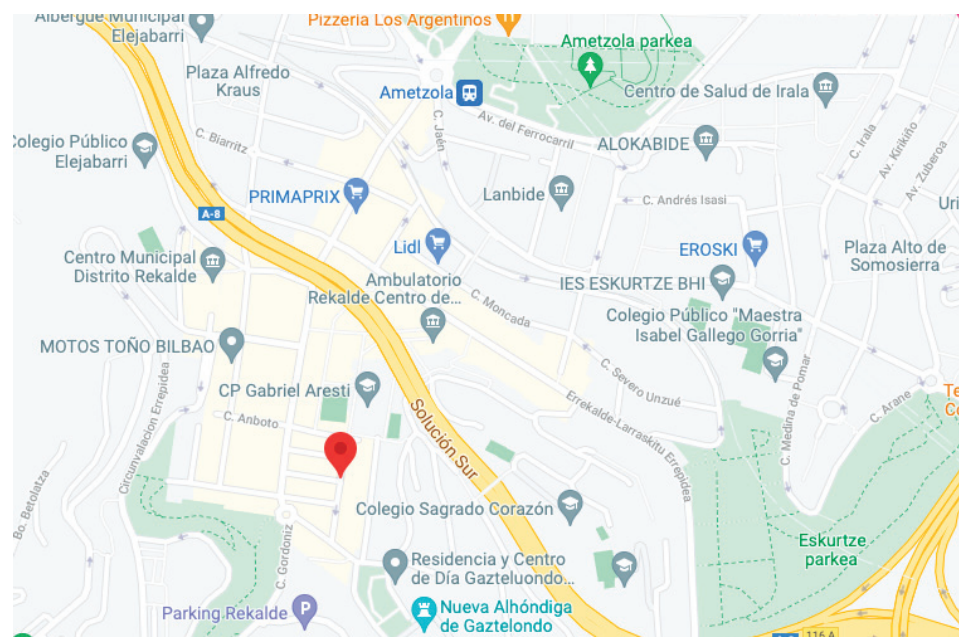 Albergue Municipal
Elejabarri
Pizzeria Los Argentinos
Ametzola parkea
Plaza Alfredo
Kraus
Ametzola
Centro de Salud de Irala
C. Jaén
Av. del Ferrocarril
C. Biarritz
Colegio Público
Elejabarri
ALOKABIDE
C. Irala
Av. Kirikiño
Av. Zuberoa
PRIMAPRIX
Lanbide
C. Andrés Isasi
Uri
A-8
Lidl
EROSKI
Plaza Alto de
Somosierra
Centro Municipal
Distrito Rekalde
Ambulatorio
Rekalde Centro de...
IES ESKURTZE BHI
C. Moncada
Colegio Público "Maestra
Isabel Gallego Gorria"
MOTOS TOÑO BILBAO
C. Severo Unzué
CP Gabriel Aresti
Errekalde-Larraskitu Errepidea
C. Medina de Pomar
C. Arane
Te
Co
Circunvalacion Errepidea
C. Anboto
Solución Sur
Bo. Betolatza
Colegio Sagrado Corazón
C. Gordoniz
Eskurtze
parkea
Residencia y Centro
de Día Gazteluondo...
Parking Rekalde
Nueva Alhóndiga
de Gaztelondo
116 A